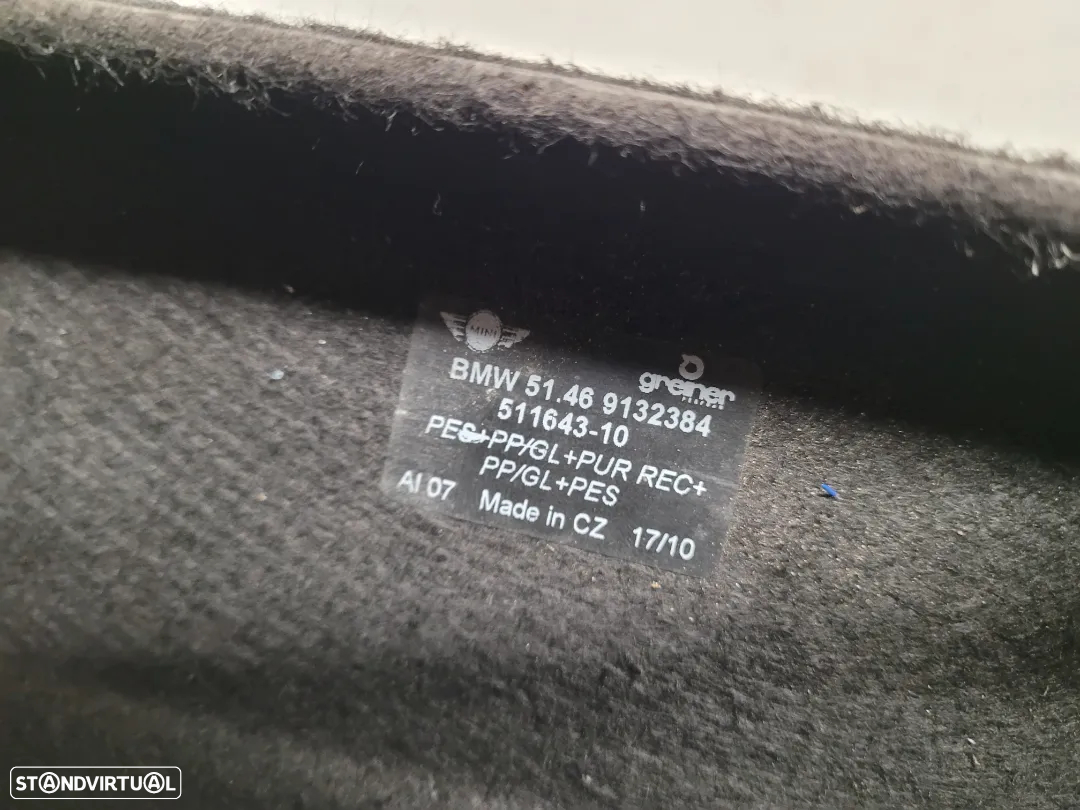 MINI
greiner
BMW 51.46 9132384
511643-10
PES+PP/GL+PUR REC+
PP/GL+PES
AI 07 Made in CZ 17/10
STANDVIRTUAL